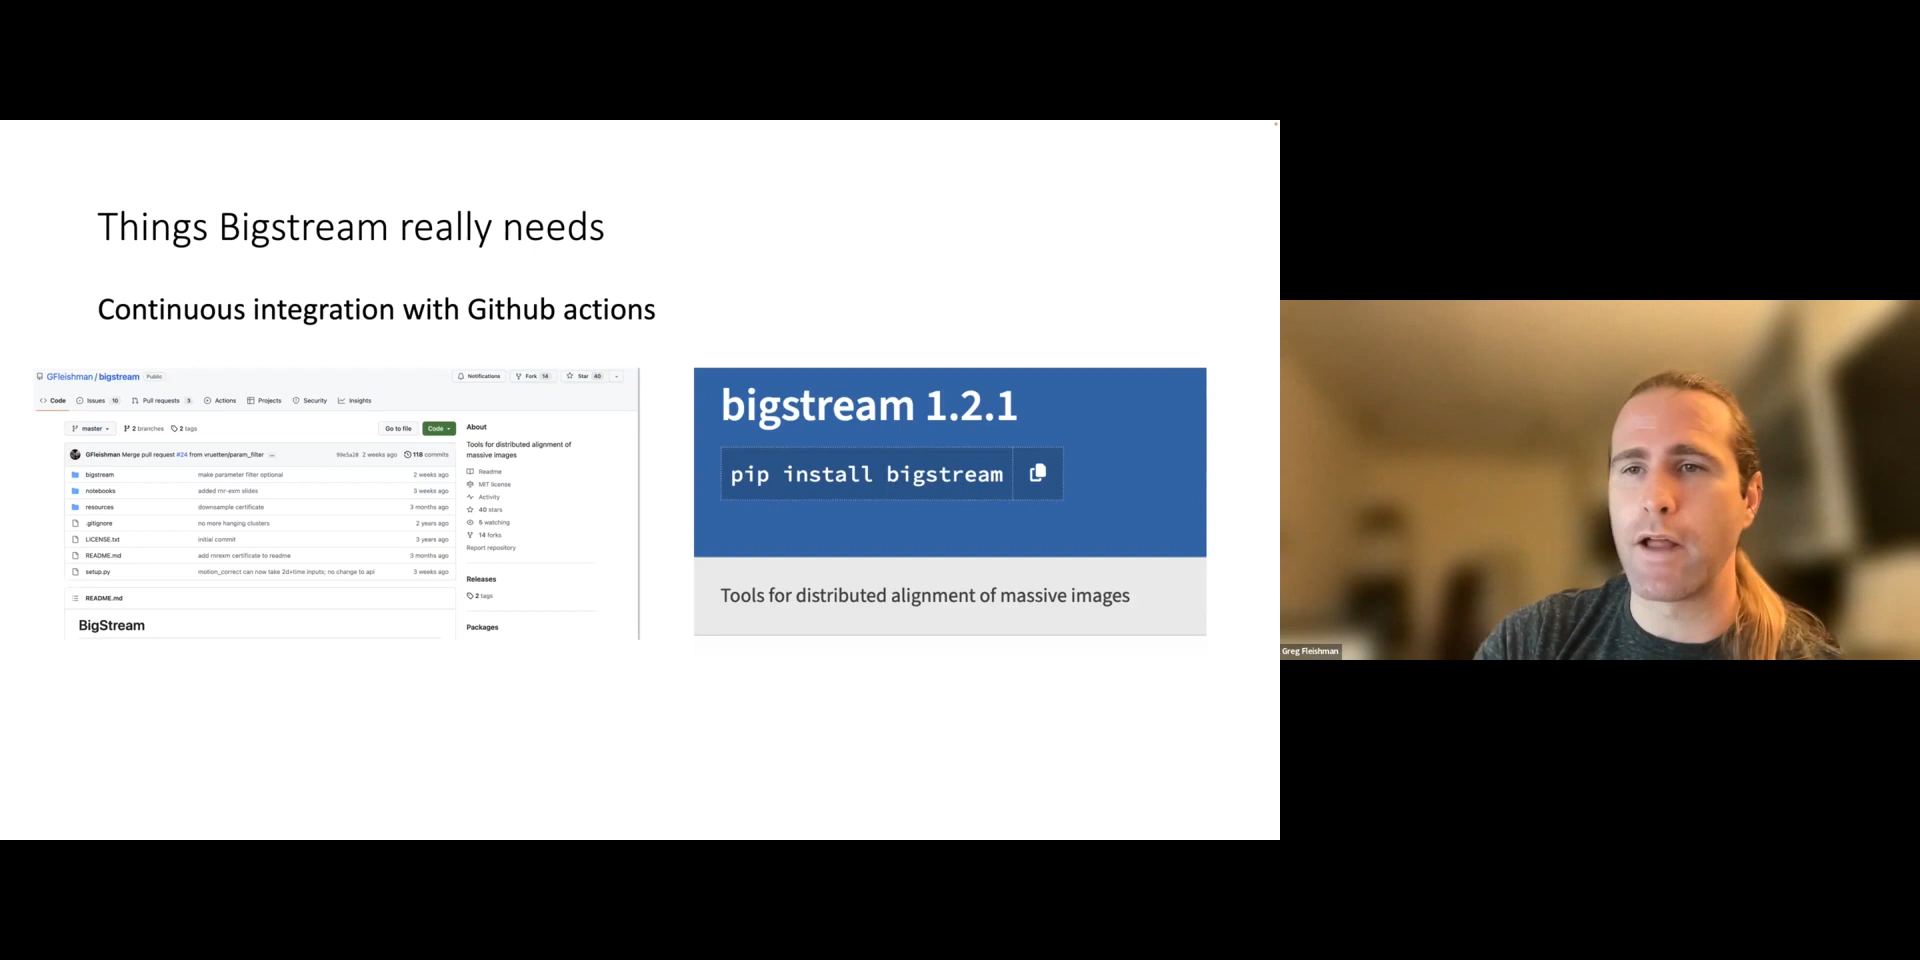 Things Bigstream really needs
Continuous integration with Github actions
GFleishman / bigstream Public
Notifications Fork 14 Star 40
Code Issues 10 Pull requests 3 Actions Projects Security Insights
master 2 branches 2 tags Go to file Code
GFleishman Merge pull request #24 from vruetten/param_filter ... 2 weeks ago 118 commits
bigstream make parameter filter optional 2 weeks ago
notebooks added rnr-exm slides 3 weeks ago
resources downsample certificate 3 months ago
.gitignore no more hanging clusters 2 years ago
LICENSE.txt initial commit 3 years ago
README.md add rnrexm certificate to readme 3 months ago
setup.py motion_correct can now take 2d+time inputs; no change to api 3 weeks ago
README.md
BigStream
About
Tools for distributed alignment of
massive images
Readme
MIT license
Activity
40 stars
5 watching
14 forks
Report repository
Releases
2 tags
Packages
bigstream 1.2.1
pip install bigstream
Tools for distributed alignment of massive images
Greg Fleishman